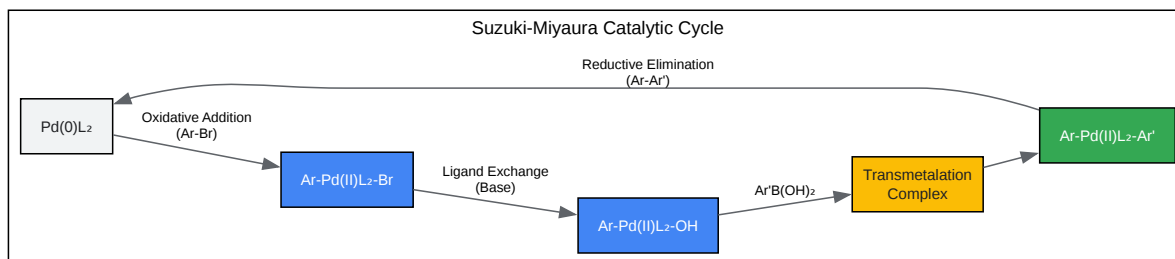 Suzuki-Miyaura Catalytic Cycle
Reductive Elimination
(Ar-Ar')
Pd(0)L₂
Oxidative Addition
(Ar-Br)
Ar-Pd(II)L₂-Br
Ligand Exchange
(Base)
Ar-Pd(II)L₂-OH
Ar'B(OH)₂
Transmetalation
Complex
Ar-Pd(II)L₂-Ar'